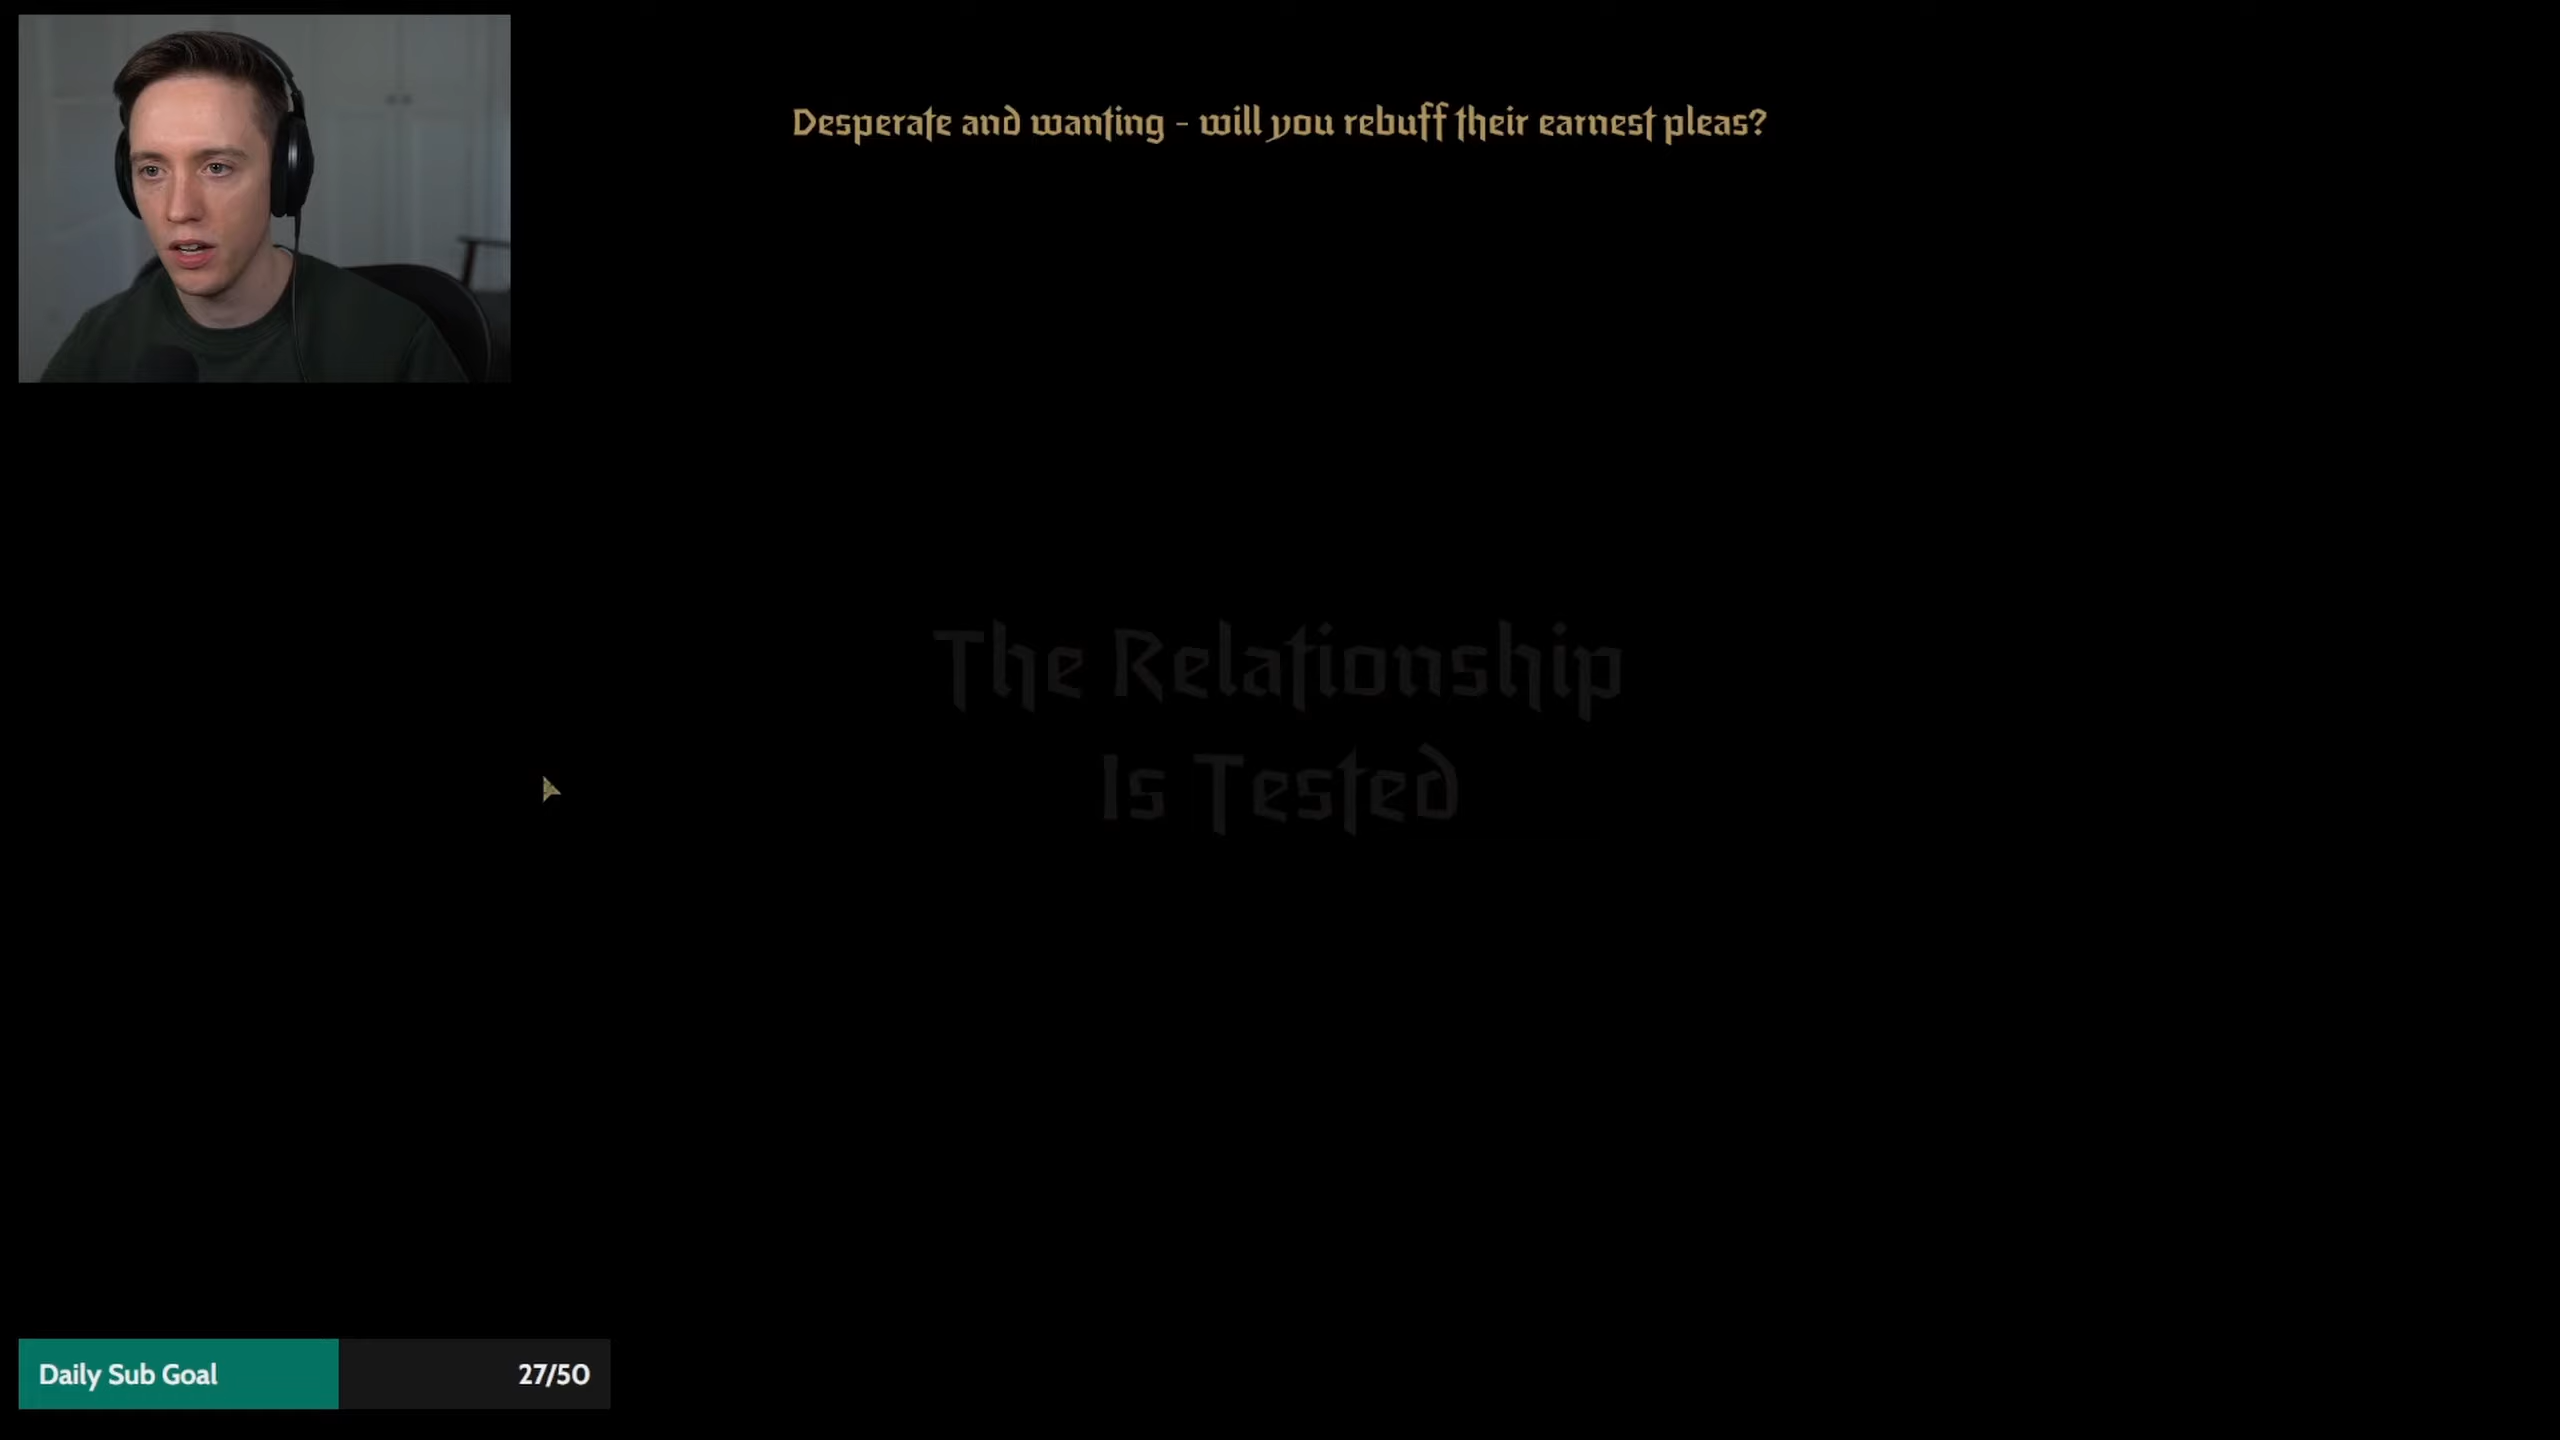 Desperate and wanting - will you rebuff their earnest pleas?
The Relationship
Is Tested
Daily Sub Goal 27/50